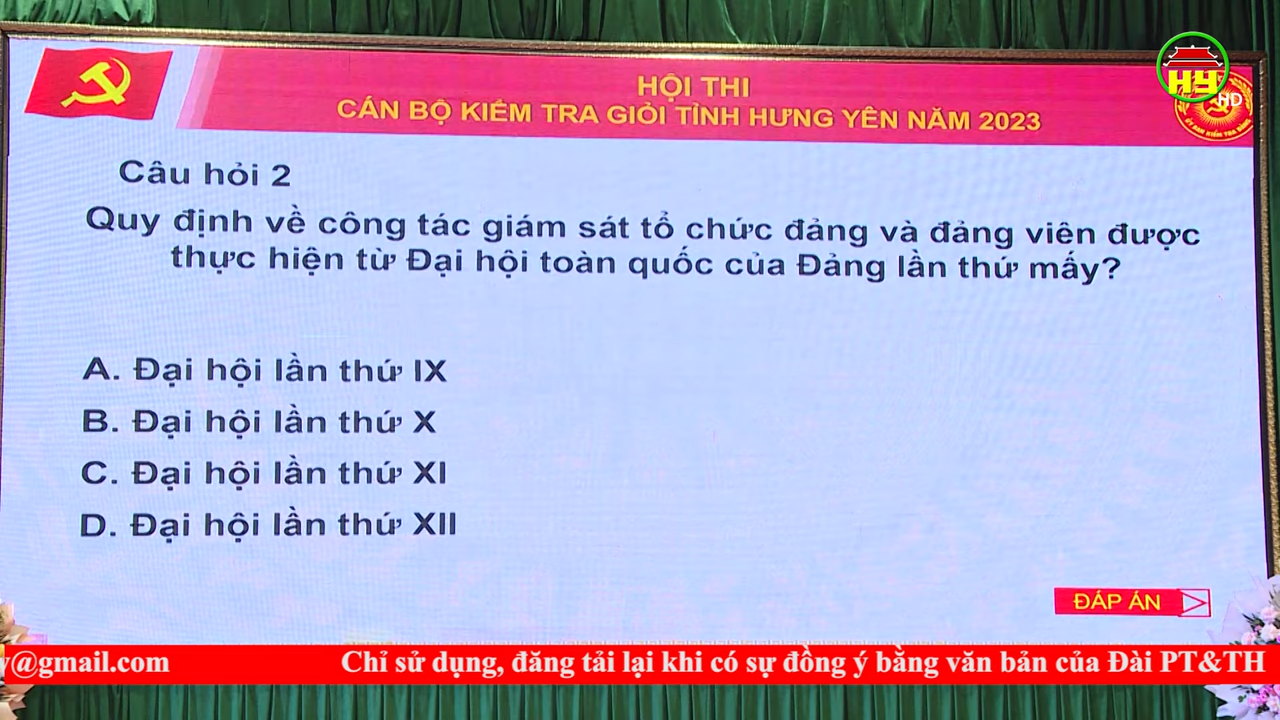 HỘI THI
CÁN BỘ KIỂM TRA GIỎI TỈNH HƯNG YÊN NĂM 2023
HY
HD
Câu hỏi 2
Quy định về công tác giám sát tổ chức đảng và đảng viên được
thực hiện từ Đại hội toàn quốc của Đảng lần thứ mấy?
A. Đại hội lần thứ IX
B. Đại hội lần thứ X
C. Đại hội lần thứ XI
D. Đại hội lần thứ XII
ĐÁP ÁN
y@gmail.com Chỉ sử dụng, đăng tải lại khi có sự đồng ý bằng văn bản của Đài PT&TH